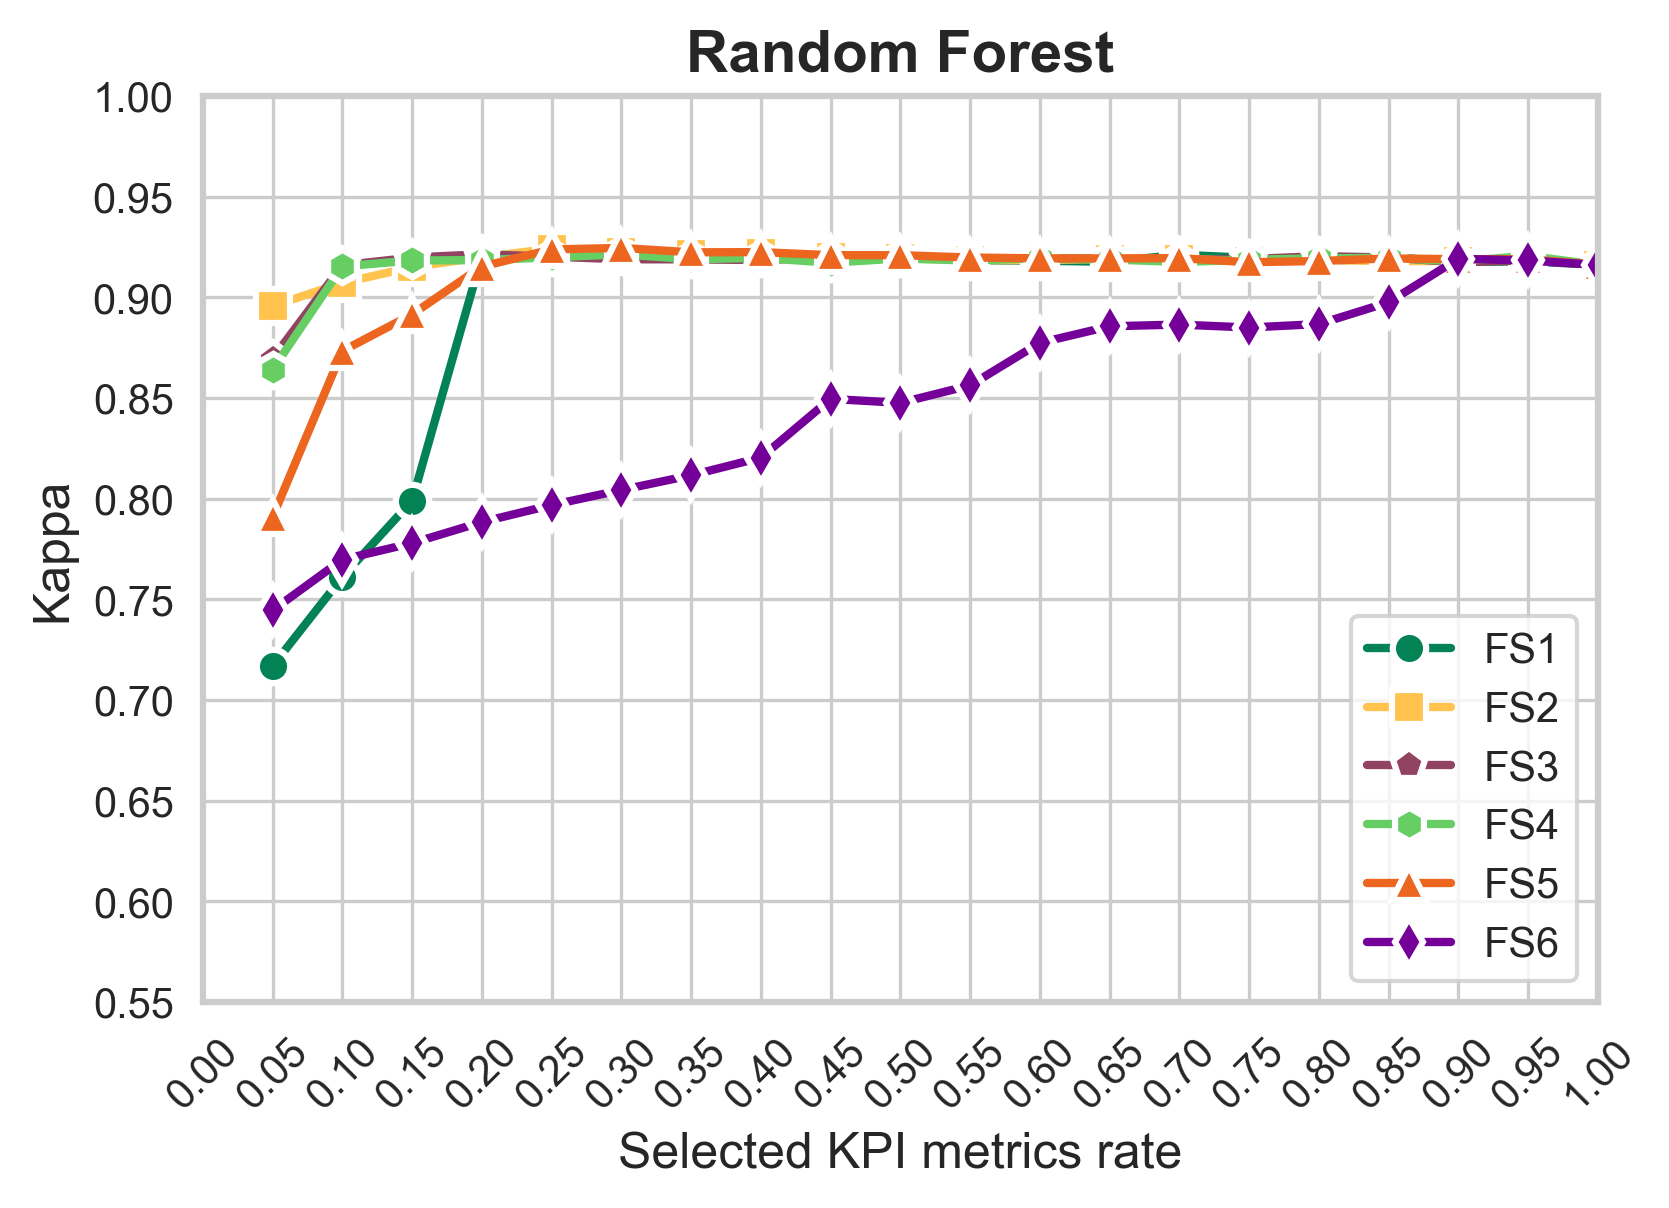 Random Forest
1.00
0.95
0.90
0.85
0.80
0.75
0.70
0.65
0.60
0.55
Kappa
FS1
FS2
FS3
FS4
FS5
FS6
0.00 0.05 0.10 0.15 0.20 0.25 0.30 0.35 0.40 0.45 0.50 0.55 0.60 0.65 0.70 0.75 0.80 0.85 0.90 0.95 1.00
Selected KPI metrics rate